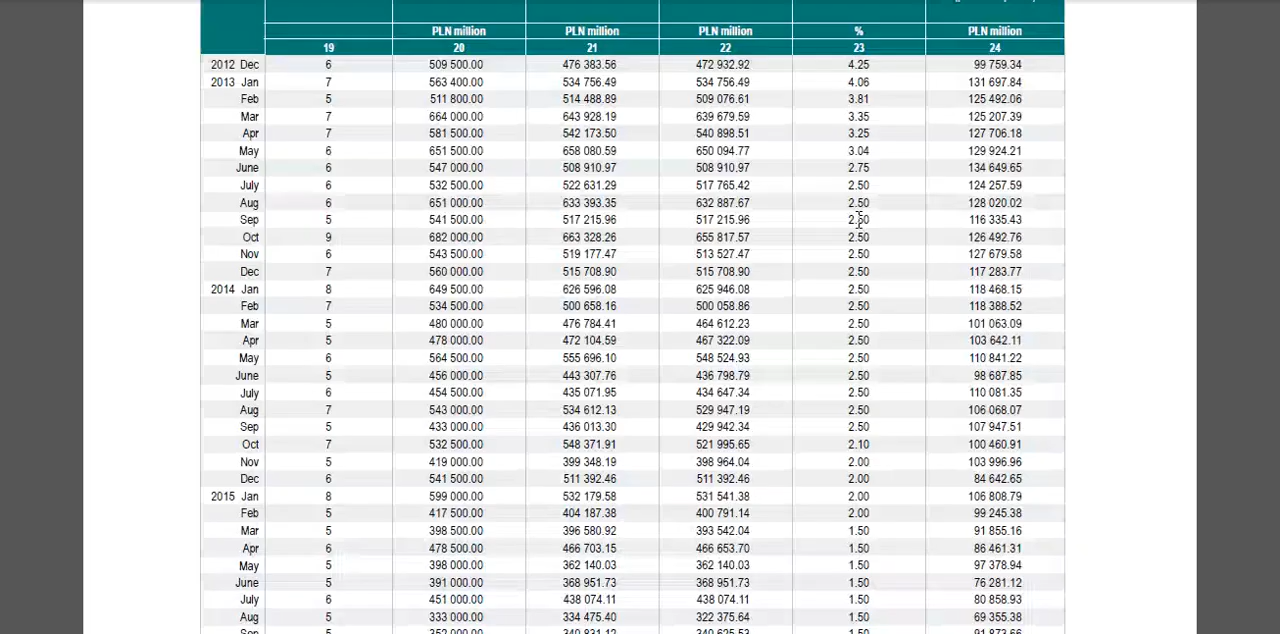 PLN million PLN million PLN million % PLN million
19 20 21 22 23 24
2012 Dec 6 509 500.00 476 383.56 472 932.92 4.25 99 759.34
2013 Jan 7 563 400.00 534 756.49 534 756.49 4.06 131 697.84
Feb 5 511 800.00 514 488.89 509 076.61 3.81 125 492.06
Mar 7 664 000.00 643 928.19 639 679.59 3.35 125 207.39
Apr 7 581 500.00 542 173.50 540 898.51 3.25 127 706.18
May 6 651 500.00 658 080.59 650 094.77 3.04 129 924.21
June 6 547 000.00 508 910.97 508 910.97 2.75 134 649.65
July 6 532 500.00 522 631.29 517 765.42 2.50 124 257.59
Aug 6 651 000.00 633 393.35 632 887.67 2.50 128 020.02
Sep 5 541 500.00 517 215.96 517 215.96 2.50 116 335.43
Oct 9 682 000.00 663 328.26 655 817.57 2.50 126 492.76
Nov 6 543 500.00 519 177.47 513 527.47 2.50 127 679.58
Dec 7 560 000.00 515 708.90 515 708.90 2.50 117 283.77
2014 Jan 8 649 500.00 626 596.08 625 946.08 2.50 118 468.15
Feb 7 534 500.00 500 658.16 500 058.86 2.50 118 388.52
Mar 5 480 000.00 476 784.41 464 612.23 2.50 101 063.09
Apr 5 478 000.00 472 104.59 467 322.09 2.50 103 642.11
May 6 564 500.00 555 696.10 548 524.93 2.50 110 841.22
June 5 456 000.00 443 307.76 436 798.79 2.50 98 687.85
July 6 454 500.00 435 071.95 434 647.34 2.50 110 081.35
Aug 7 543 000.00 534 612.13 529 947.19 2.50 106 068.07
Sep 5 433 000.00 436 013.30 429 942.34 2.50 107 947.51
Oct 7 532 500.00 548 371.91 521 995.65 2.10 100 460.91
Nov 5 419 000.00 399 348.19 398 964.04 2.00 103 996.96
Dec 6 541 500.00 511 392.46 511 392.46 2.00 84 642.65
2015 Jan 8 599 000.00 532 179.58 531 541.38 2.00 106 808.79
Feb 5 417 500.00 404 187.38 400 791.14 2.00 99 245.38
Mar 5 398 500.00 396 580.92 393 542.04 1.50 91 855.16
Apr 6 478 500.00 466 703.15 466 653.70 1.50 86 461.31
May 5 398 000.00 362 140.03 362 140.03 1.50 97 378.94
June 5 391 000.00 368 951.73 368 951.73 1.50 76 281.12
July 6 451 000.00 438 074.11 438 074.11 1.50 80 858.93
Aug 5 333 000.00 334 475.40 322 375.64 1.50 69 355.38